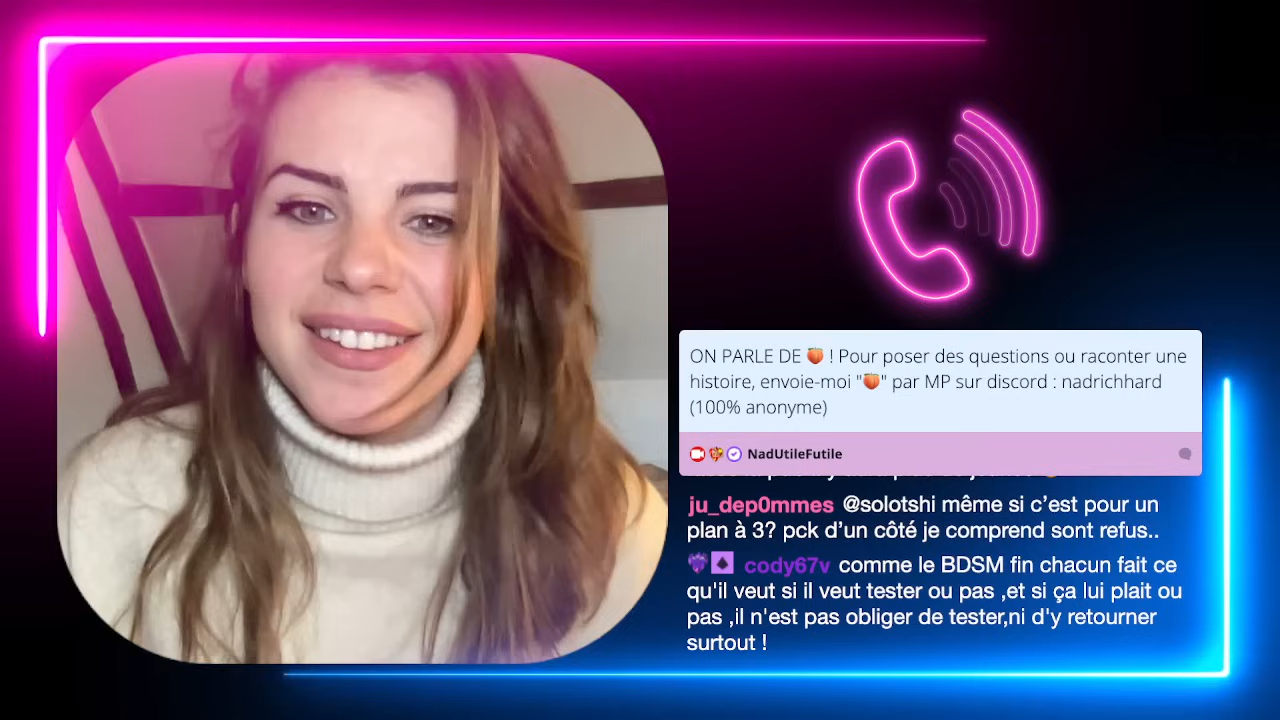 ON PARLE DE 🍑 ! Pour poser des questions ou raconter une
histoire, envoie-moi "🍑" par MP sur discord : nadrichhard
(100% anonyme)
NadUtileFutile
ju_dep0mmes @solotshi même si c’est pour un
plan à 3? pck d’un côté je comprend sont refus..
cody67v comme le BDSM fin chacun fait ce
qu'il veut si il veut tester ou pas ,et si ça lui plait ou
pas ,il n'est pas obliger de tester,ni d'y retourner
surtout !